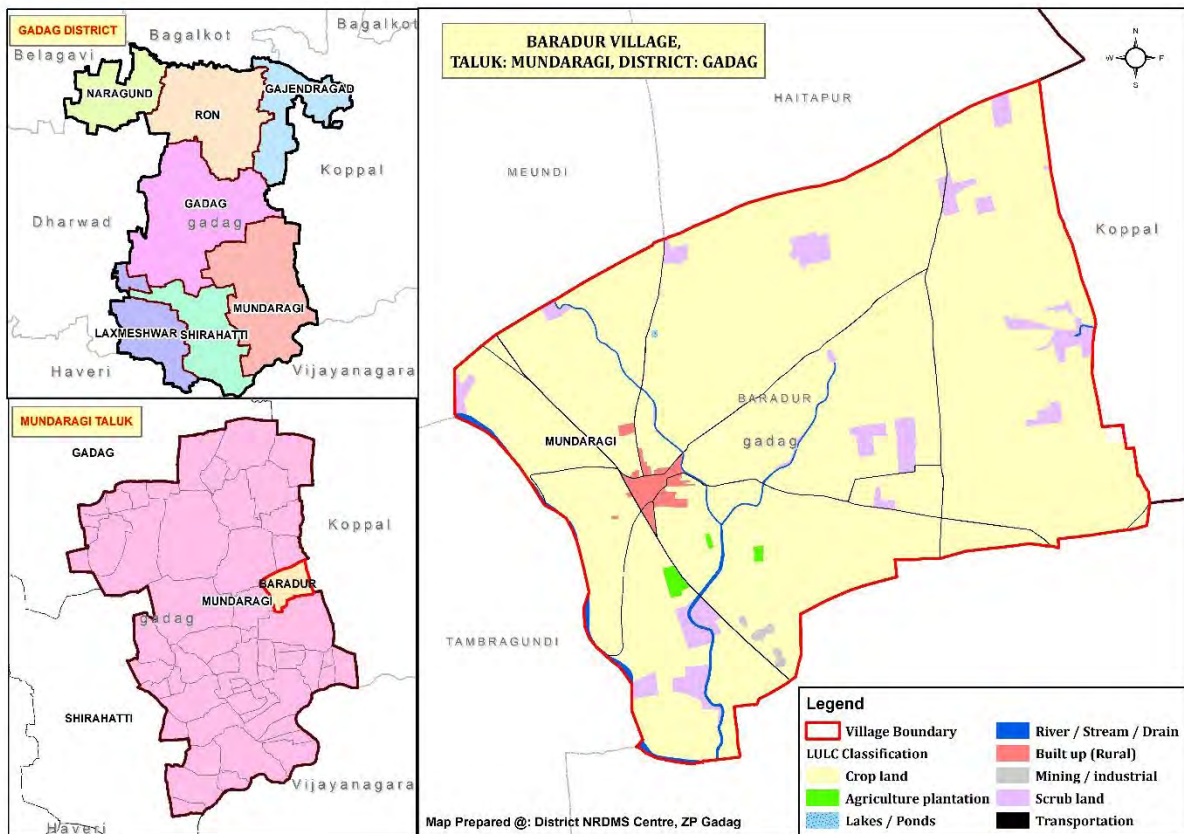 GADAG DISTRICT
Bagalkot
Bagalkot
Belagavi
NARAGUND
GAJENDRAGAD
RON
Koppal
GADAG
Dharwad
gadag
MUNDARAGI
LAXMESHWAR
SHIRAHATTI
Haveri
Vijayanagara
MUNDARAGI TALUK
GADAG
Koppal
BARADUR
MUNDARAGI
gadag
SHIRAHATTI
Vijayanagara
Haveri
BARADUR VILLAGE,
TALUK: MUNDARAGI, DISTRICT: GADAG
N
W E
S
HAITAPUR
MEUNDI
Koppal
BARADUR
MUNDARAGI
gadag
TAMBRAGUNDI
Legend
Village Boundary
LULC Classification
Crop land
Agriculture plantation
Lakes / Ponds
River / Stream / Drain
Built up (Rural)
Mining / industrial
Scrub land
Transportation
Map Prepared @: District NRDMS Centre, ZP Gadag